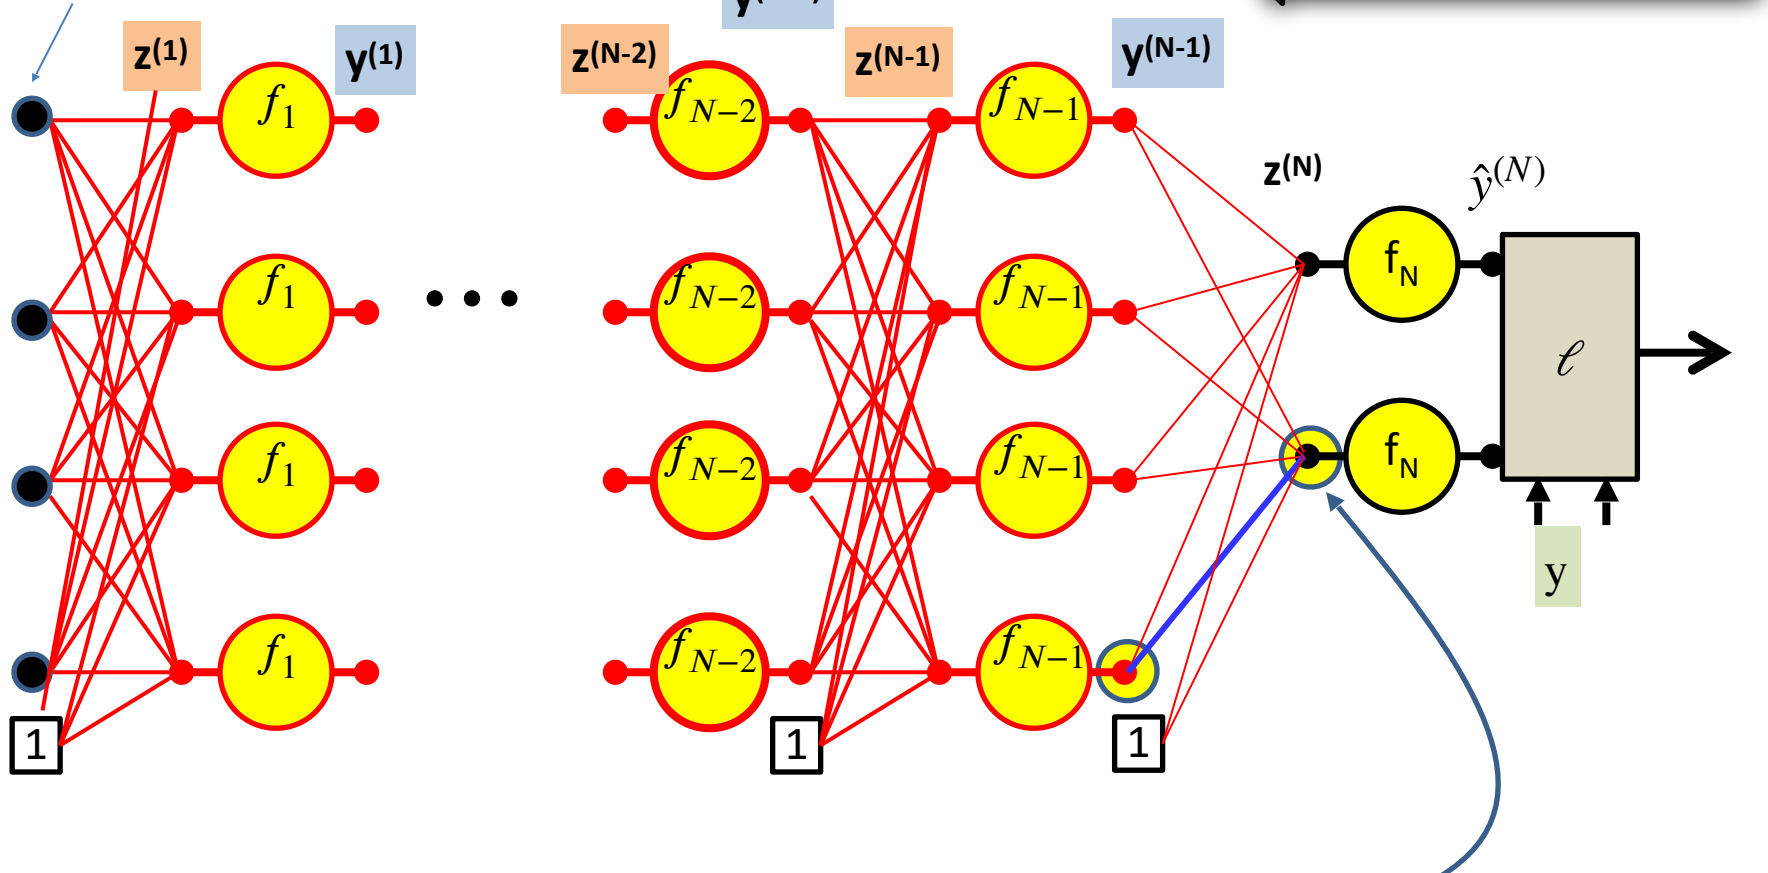 z(1)
y(1)
z(N-2)
z(N-1)
y(N-1)
z(N)
ŷ(N)
f1
fN−2
fN−1
fN
f1
fN−2
fN−1
fN
f1
fN−2
fN−1
f1
fN−2
fN−1
ℓ
y
1
1
1